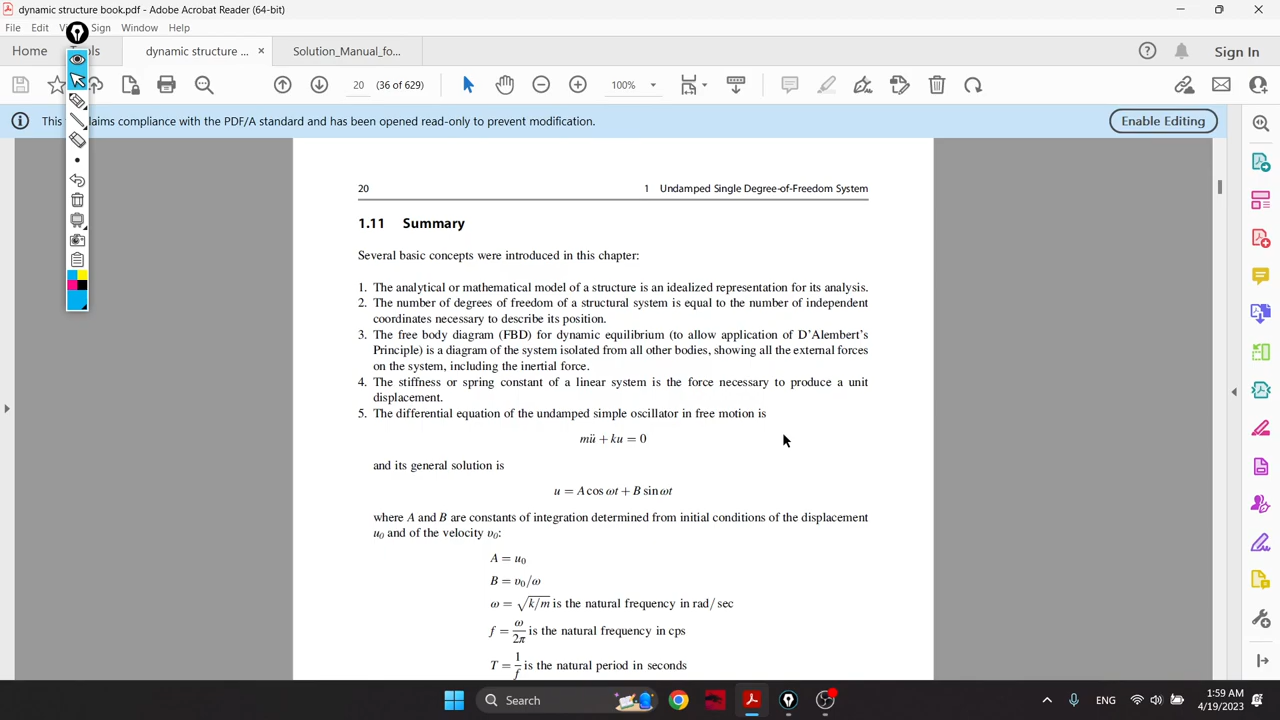 dynamic structure book.pdf - Adobe Acrobat Reader (64-bit)
File Edit Sign Window Help
Home dynamic structure ... × Solution_Manual_fo...
Sign In
20 (36 of 629) 100%
This claims compliance with the PDF/A standard and has been opened read-only to prevent modification. Enable Editing
20 1 Undamped Single Degree-of-Freedom System
1.11 Summary
Several basic concepts were introduced in this chapter:
1. The analytical or mathematical model of a structure is an idealized representation for its analysis.
2. The number of degrees of freedom of a structural system is equal to the number of independent
coordinates necessary to describe its position.
3. The free body diagram (FBD) for dynamic equilibrium (to allow application of D'Alembert's
Principle) is a diagram of the system isolated from all other bodies, showing all the external forces
on the system, including the inertial force.
4. The stiffness or spring constant of a linear system is the force necessary to produce a unit
displacement.
5. The differential equation of the undamped simple oscillator in free motion is
mü + ku = 0
and its general solution is
u = A cos ωt + B sin ωt
where A and B are constants of integration determined from initial conditions of the displacement
u0 and of the velocity υ0:
A = u0
B = υ0/ω
ω = √k/m is the natural frequency in rad/sec
f = ω/2π is the natural frequency in cps
T = 1/f is the natural period in seconds
Search
ENG
1:59 AM
4/19/2023